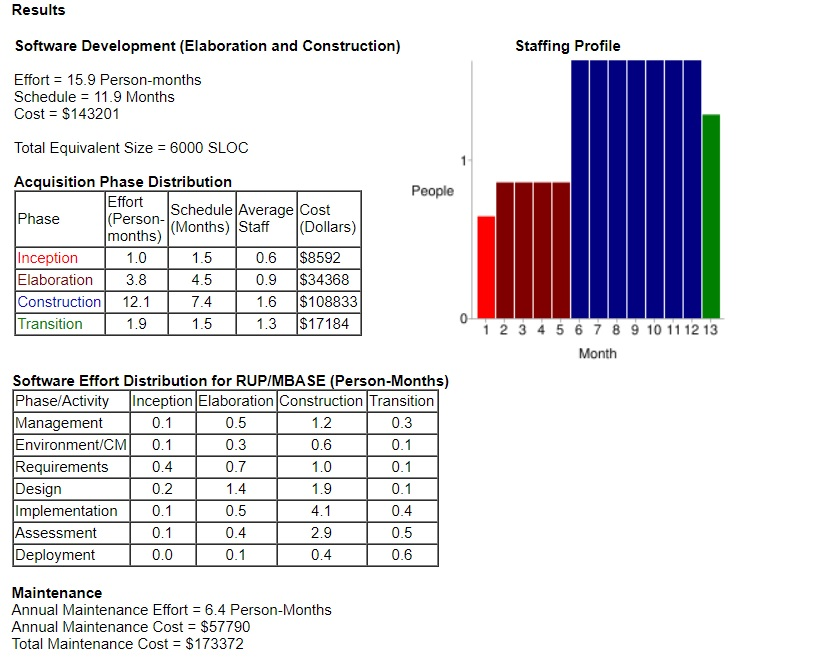 Results
Software Development (Elaboration and Construction)
Effort = 15.9 Person-months
Schedule = 11.9 Months
Cost = $143201
Total Equivalent Size = 6000 SLOC
Acquisition Phase Distribution
Phase Effort (Person-months) Schedule (Months) Average Staff Cost (Dollars)
Inception 1.0 1.5 0.6 $8592
Elaboration 3.8 4.5 0.9 $34368
Construction 12.1 7.4 1.6 $108833
Transition 1.9 1.5 1.3 $17184
Staffing Profile
1
People
0
1 2 3 4 5 6 7 8 9 10 11 12 13
Month
Software Effort Distribution for RUP/MBASE (Person-Months)
Phase/Activity Inception Elaboration Construction Transition
Management 0.1 0.5 1.2 0.3
Environment/CM 0.1 0.3 0.6 0.1
Requirements 0.4 0.7 1.0 0.1
Design 0.2 1.4 1.9 0.1
Implementation 0.1 0.5 4.1 0.4
Assessment 0.1 0.4 2.9 0.5
Deployment 0.0 0.1 0.4 0.6
Maintenance
Annual Maintenance Effort = 6.4 Person-Months
Annual Maintenance Cost = $57790
Total Maintenance Cost = $173372